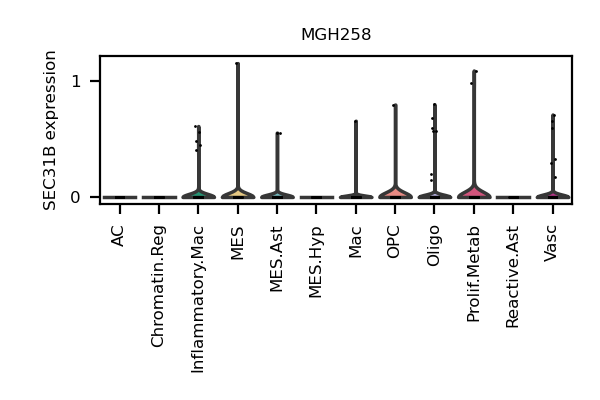 MGH258
SEC31B expression
1
0
AC
Chromatin.Reg
Inflammatory.Mac
MES
MES.Ast
MES.Hyp
Mac
OPC
Oligo
Prolif.Metab
Reactive.Ast
Vasc